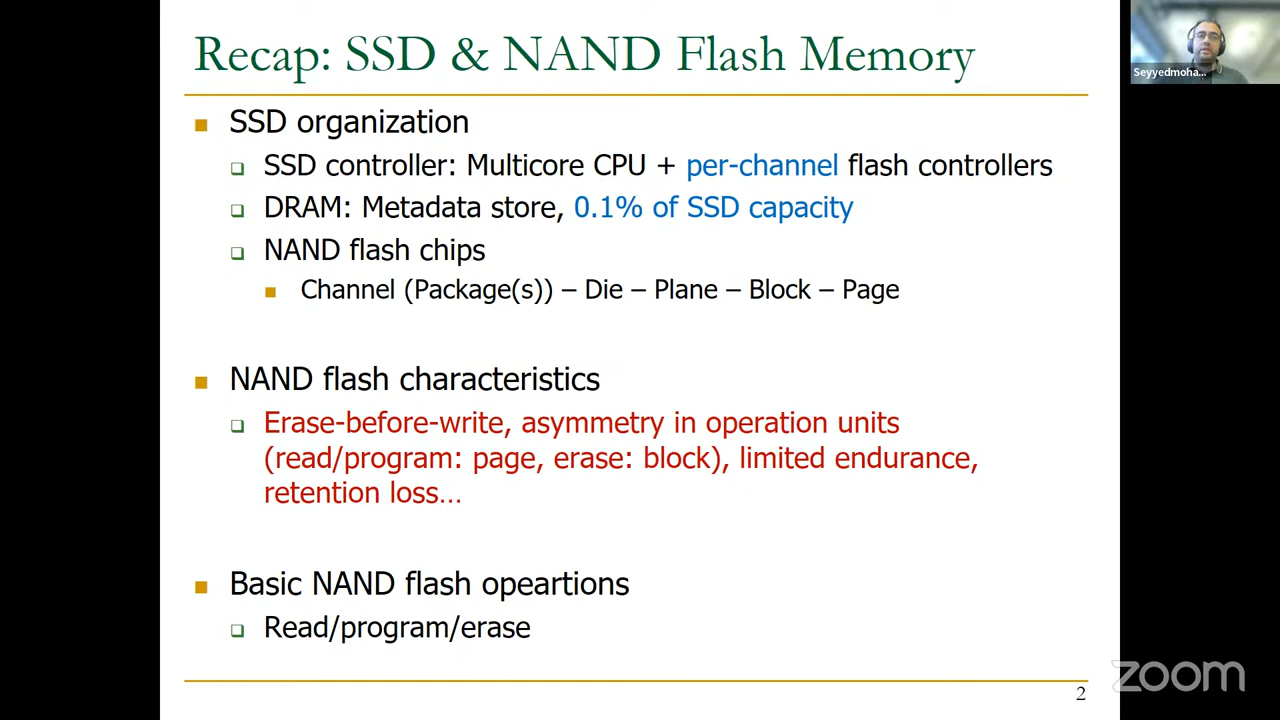 Recap: SSD & NAND Flash Memory
Seyyedmoha...
SSD organization
SSD controller: Multicore CPU + per-channel flash controllers
DRAM: Metadata store, 0.1% of SSD capacity
NAND flash chips
Channel (Package(s)) – Die – Plane – Block – Page
NAND flash characteristics
Erase-before-write, asymmetry in operation units
(read/program: page, erase: block), limited endurance,
retention loss…
Basic NAND flash opeartions
Read/program/erase
2
zoom